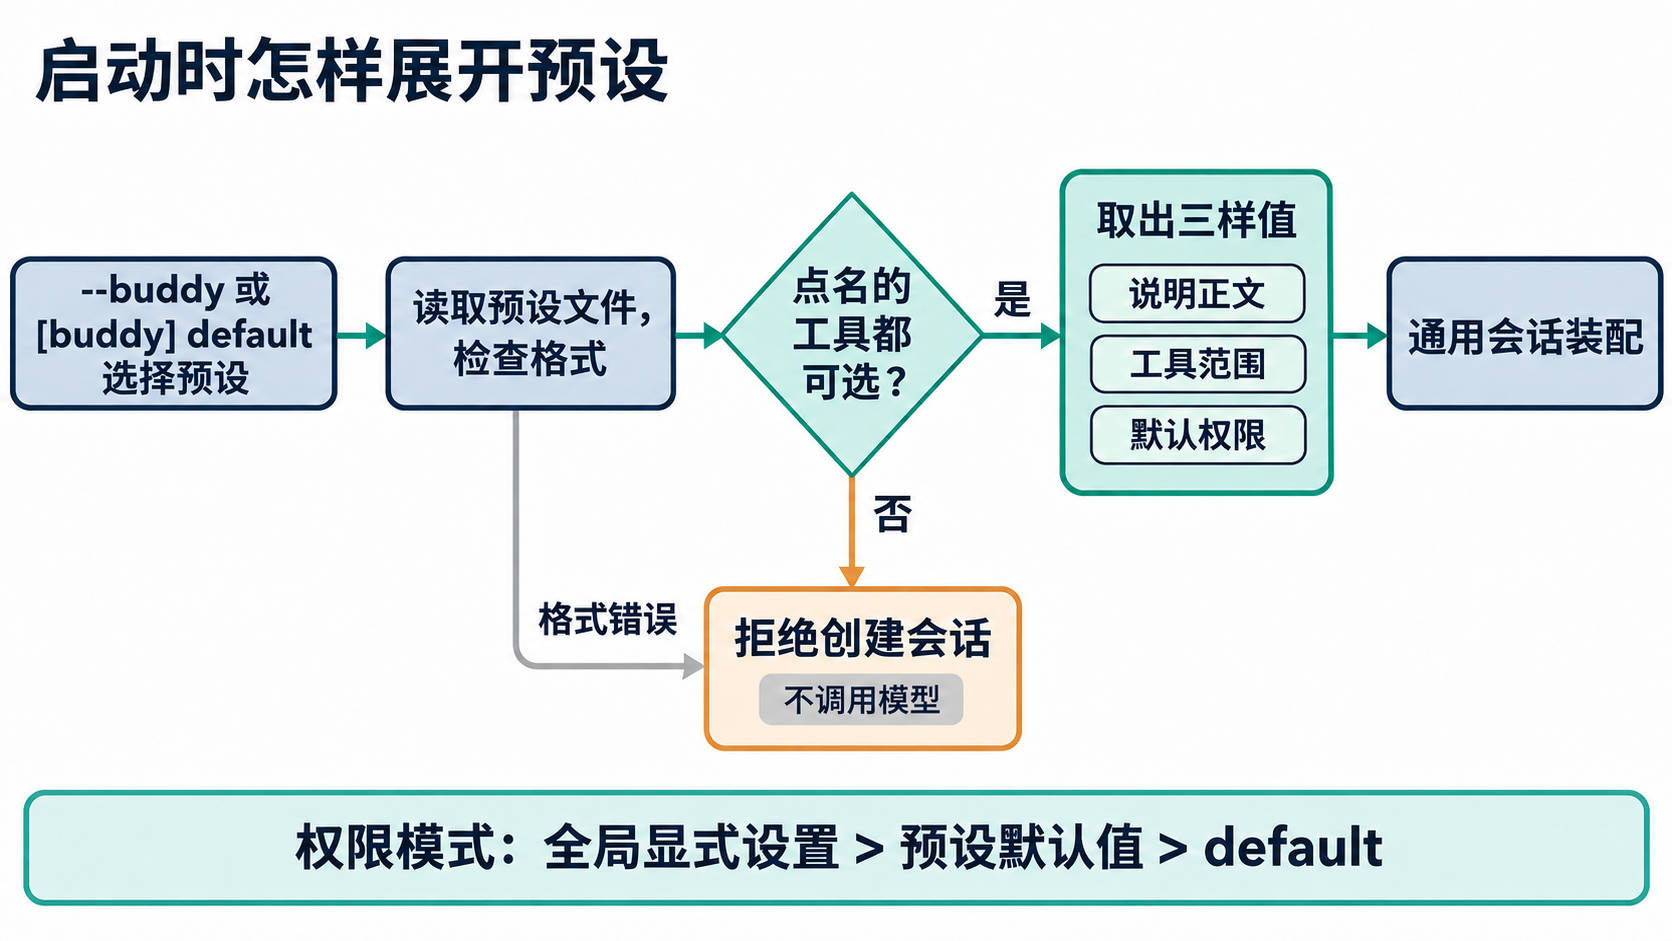 启动时怎样展开预设
--buddy 或
[buddy] default
选择预设
读取预设文件，
检查格式
点名的
工具都
可选？
是
取出三样值
说明正文
工具范围
默认权限
通用会话装配
否
格式错误
拒绝创建会话
不调用模型
权限模式：全局显式设置 > 预设默认值 > default